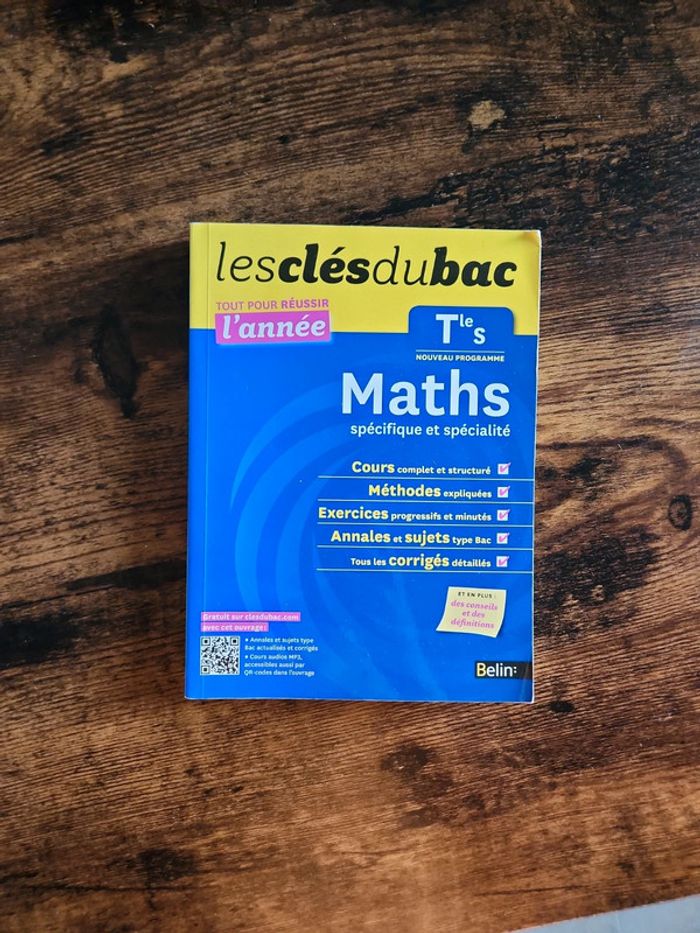 lesclésdubac
TOUT POUR RÉUSSIR
l'année
Tle S
NOUVEAU PROGRAMME
Maths
spécifique et spécialité
Cours complet et structuré
Méthodes expliquées
Exercices progressifs et minutés
Annales et sujets type Bac
Tous les corrigés détaillés
ET EN PLUS :
des conseils
et des
définitions
Gratuit sur clesdubac.com
avec cet ouvrage :
• Annales et sujets type
Bac actualisés et corrigés
• Cours audios MP3,
accessibles aussi par
QR-codes dans l'ouvrage
Belin: